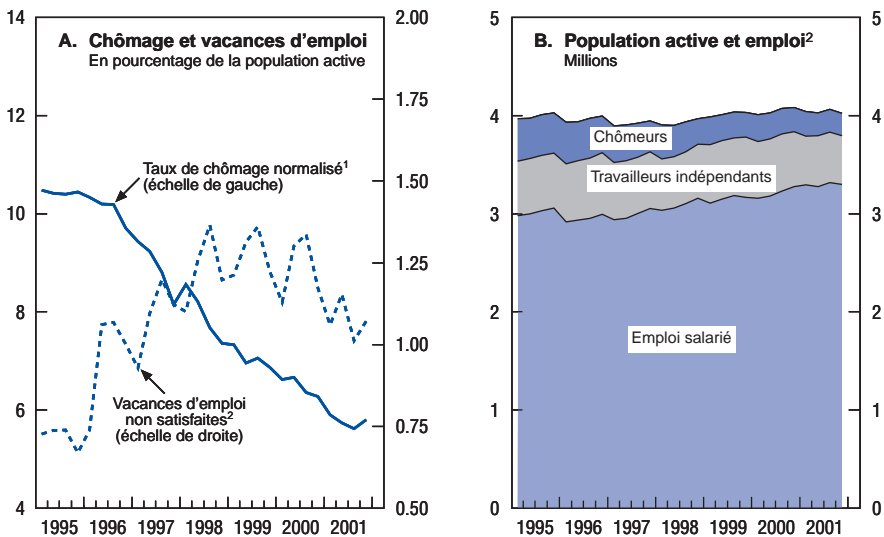 A. Chômage et vacances d'emploi
En pourcentage de la population active
14
12
10
8
6
4
2.00
1.75
1.50
1.25
1.00
0.75
0.50
Taux de chômage normalisé¹
(échelle de gauche)
Vacances d'emploi
non satisfaites²
(échelle de droite)
1995 1996 1997 1998 1999 2000 2001
B. Population active et emploi²
Millions
5
4
3
2
1
0
5
4
3
2
1
0
Chômeurs
Travailleurs indépendants
Emploi salarié
1995 1996 1997 1998 1999 2000 2001